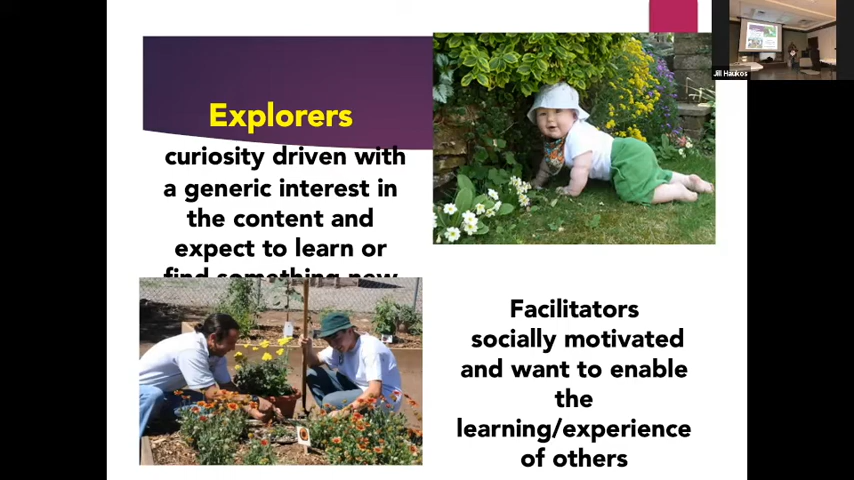 Explorers
curiosity driven with
a generic interest in
the content and
expect to learn or
find something new
Jill Haukos
Facilitators
socially motivated
and want to enable
the
learning/experience
of others